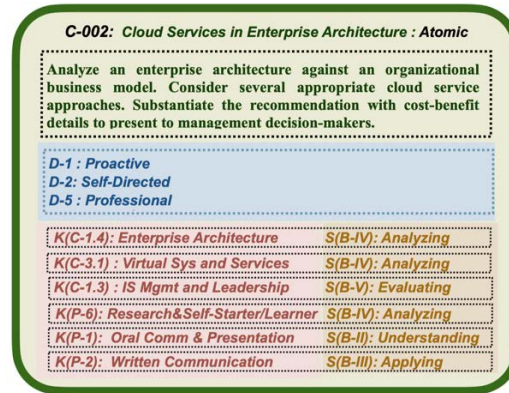 C-002: Cloud Services in Enterprise Architecture : Atomic
Analyze an enterprise architecture against an organizational
business model. Consider several appropriate cloud service
approaches. Substantiate the recommendation with cost-benefit
details to present to management decision-makers.
D-1 : Proactive
D-2: Self-Directed
D-5 : Professional
K(C-1.4): Enterprise Architecture S(B-IV): Analyzing
K(C-3.1) : Virtual Sys and Services S(B-IV): Analyzing
K(C-1.3) : IS Mgmt and Leadership S(B-V): Evaluating
K(P-6): Research&Self-Starter/Learner S(B-IV): Analyzing
K(P-1): Oral Comm & Presentation S(B-II): Understanding
K(P-2): Written Communication S(B-III): Applying